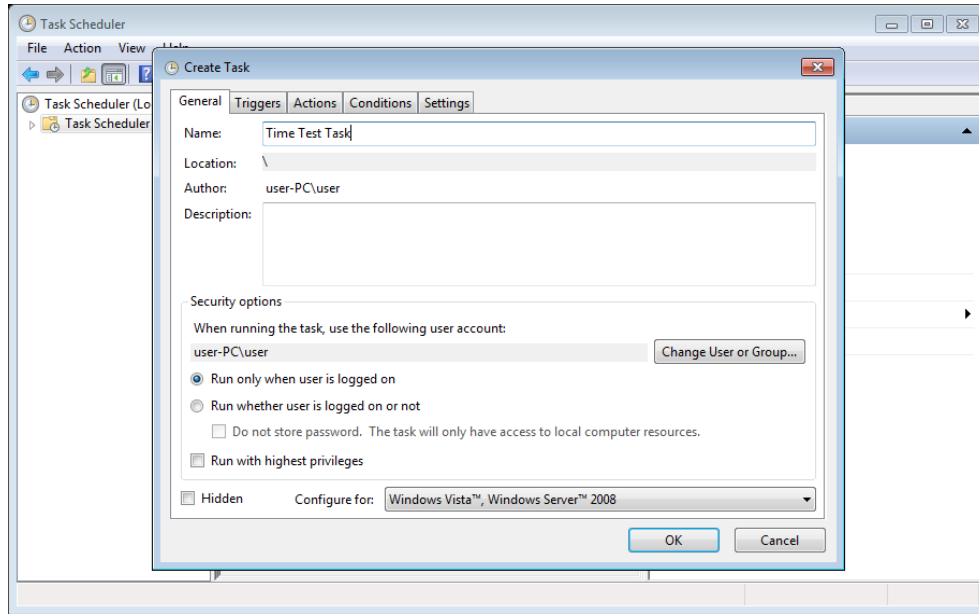 Task Scheduler
File Action View Help
Create Task
Task Scheduler (Lo
Task Scheduler
General Triggers Actions Conditions Settings
Name: Time Test Task
Location: \
Author: user-PC\user
Description:
Security options
When running the task, use the following user account:
user-PC\user Change User or Group...
Run only when user is logged on
Run whether user is logged on or not
Do not store password. The task will only have access to local computer resources.
Run with highest privileges
Hidden Configure for: Windows Vista™, Windows Server™ 2008
OK Cancel